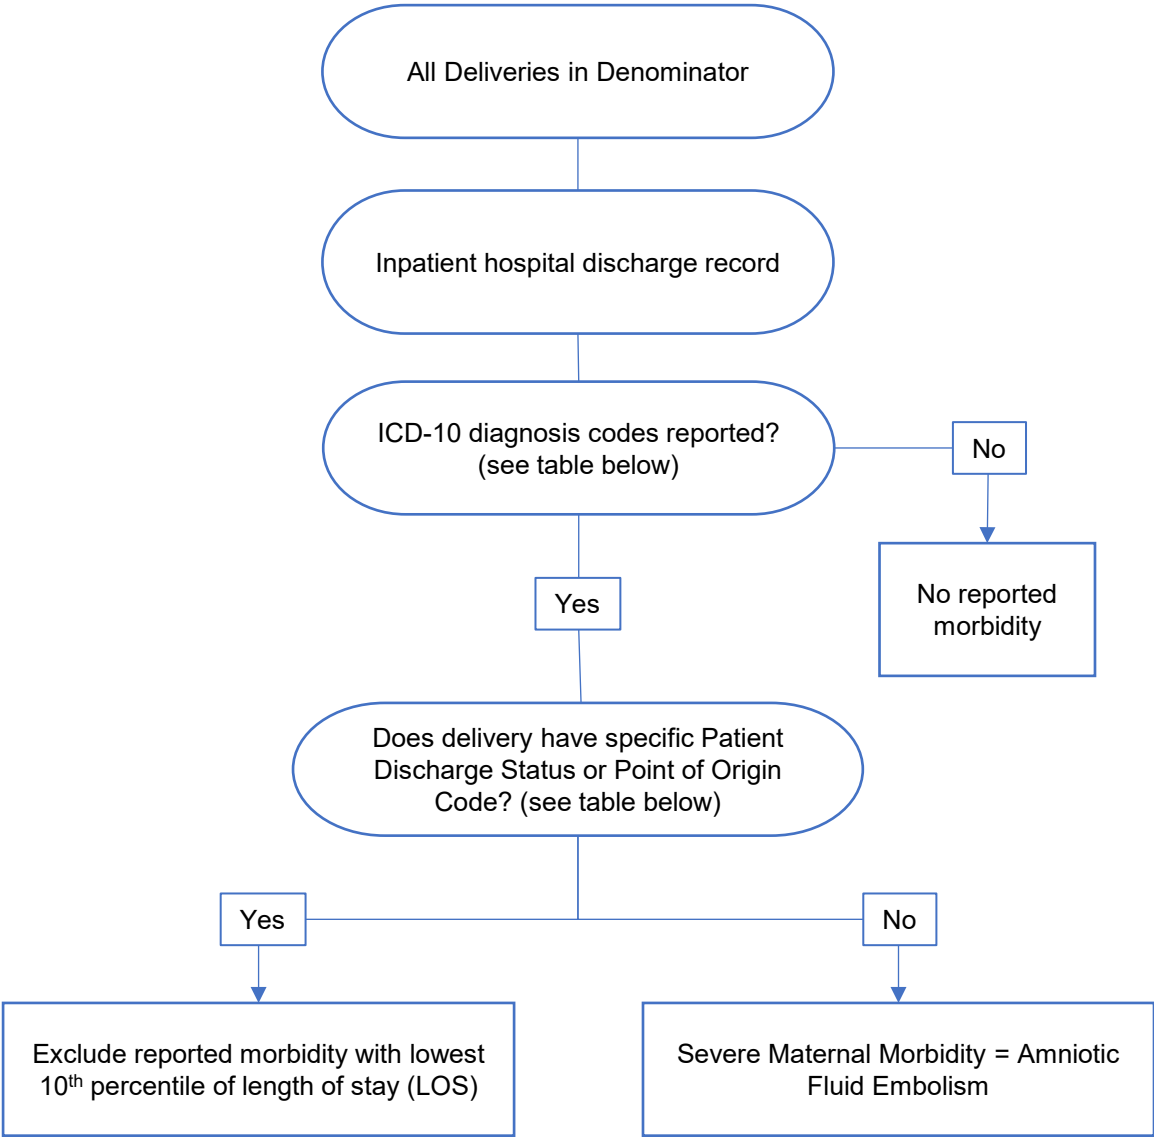 All Deliveries in Denominator
Inpatient hospital discharge record
ICD-10 diagnosis codes reported?
(see table below)
No
No reported
morbidity
Yes
Does delivery have specific Patient
Discharge Status or Point of Origin
Code? (see table below)
Yes
No
Exclude reported morbidity with lowest
10th percentile of length of stay (LOS)
Severe Maternal Morbidity = Amniotic
Fluid Embolism